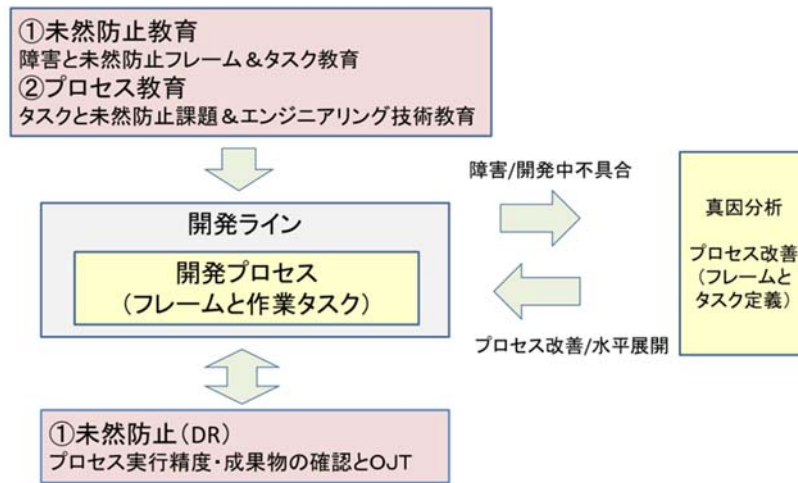 ①未然防止教育
障害と未然防止フレーム＆タスク教育
②プロセス教育
タスクと未然防止課題＆エンジニアリング技術教育
開発ライン
開発プロセス
（フレームと作業タスク）
障害/開発中不具合
プロセス改善/水平展開
真因分析
プロセス改善
（フレームと
タスク定義）
①未然防止（DR）
プロセス実行精度・成果物の確認とOJT